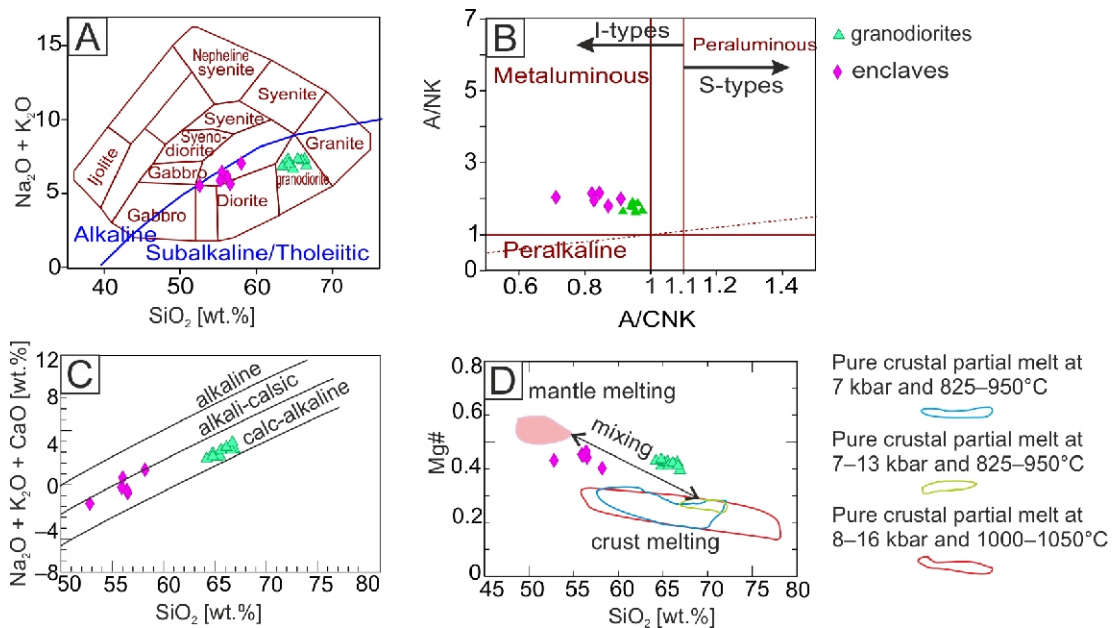 A
15
10
5
0
40
50
60
70
Na₂O + K₂O
SiO₂ [wt.%]
Nepheline
syenite
Syenite
Syenite
Syeno-
diorite
Gabbro
Ijolite
Granite
granodiorite
Diorite
Gabbro
Alkaline
Subalkaline/Tholeiitic
B
7
5
3
2
1
0
0.6
0.8
1
1.1
1.2
1.4
A/NK
A/CNK
I-types
Peraluminous
Metaluminous
S-types
Peralkaline
granodiorites
enclaves
C
12
8
4
0
–4
–8
50
55
60
65
70
75
80
Na₂O + K₂O + CaO [wt.%]
SiO₂ [wt.%]
alkaline
alkali-calsic
calc-alkaline
D
0.8
0.6
0.4
0.2
0
45
50
55
60
65
70
75
80
Mg#
SiO₂ [wt.%]
mantle melting
mixing
crust melting
Pure crustal partial melt at
7 kbar and 825–950°C
Pure crustal partial melt at
7–13 kbar and 825–950°C
Pure crustal partial melt at
8–16 kbar and 1000–1050°C